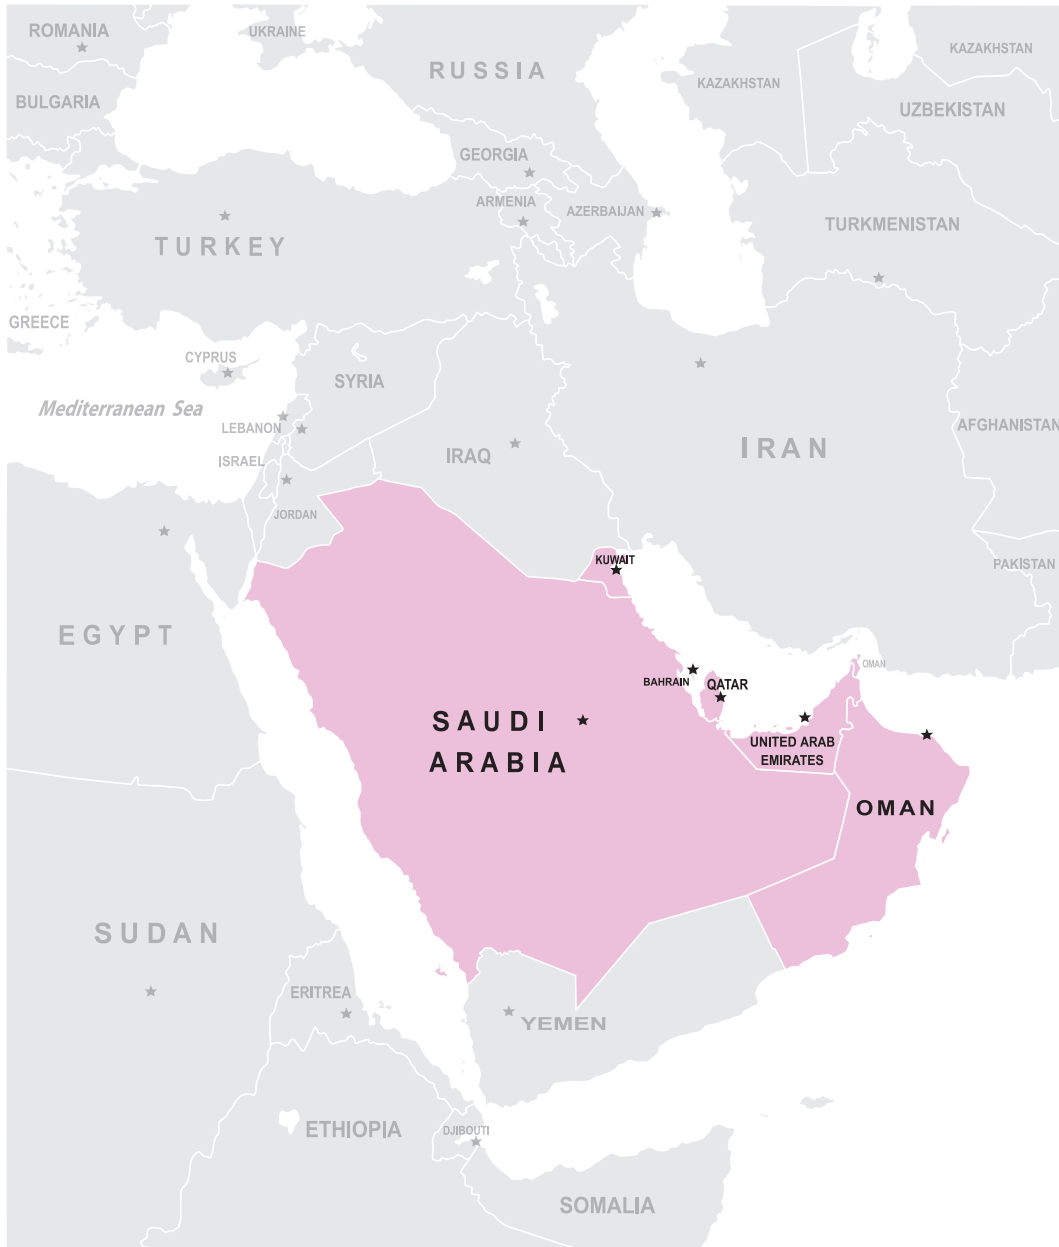 ROMANIA
UKRAINE
RUSSIA
KAZAKHSTAN
KAZAKHSTAN
BULGARIA
UZBEKISTAN
GEORGIA
ARMENIA
AZERBAIJAN
TURKMENISTAN
TURKEY
GREECE
CYPRUS
SYRIA
Mediterranean Sea
LEBANON
AFGHANISTAN
IRAQ
IRAN
ISRAEL
JORDAN
KUWAIT
PAKISTAN
EGYPT
OMAN
BAHRAIN
QATAR
SAUDI
ARABIA
UNITED ARAB
EMIRATES
OMAN
SUDAN
ERITREA
YEMEN
ETHIOPIA
DJIBOUTI
SOMALIA